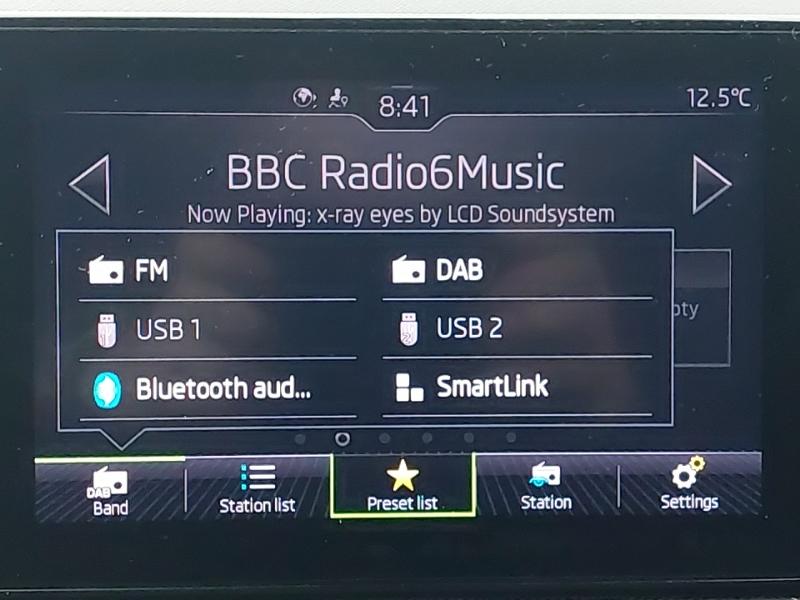 8:41
12.5°C
BBC Radio6Music
Now Playing: x-ray eyes by LCD Soundsystem
FM
DAB
USB 1
USB 2
Bluetooth aud...
SmartLink
DAB
Band
Station list
Preset list
Station
Settings